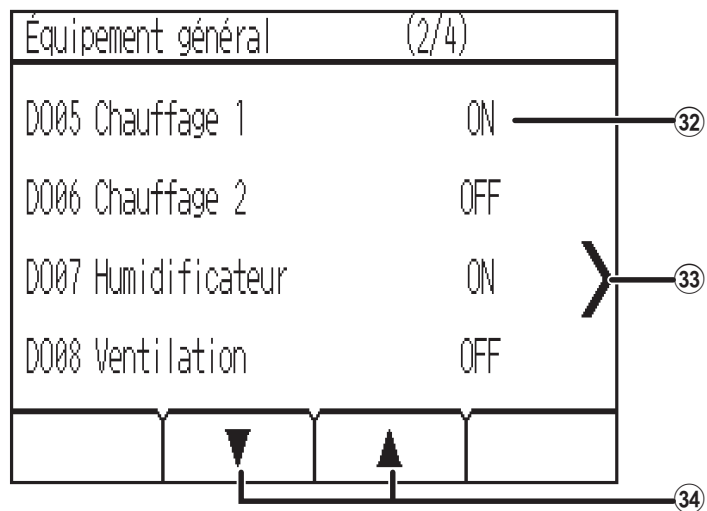 Équipement général (2/4)
DO05 Chauffage 1 ON
32
DO06 Chauffage 2 OFF
DO07 Humidificateur ON
33
DO08 Ventilation OFF
34